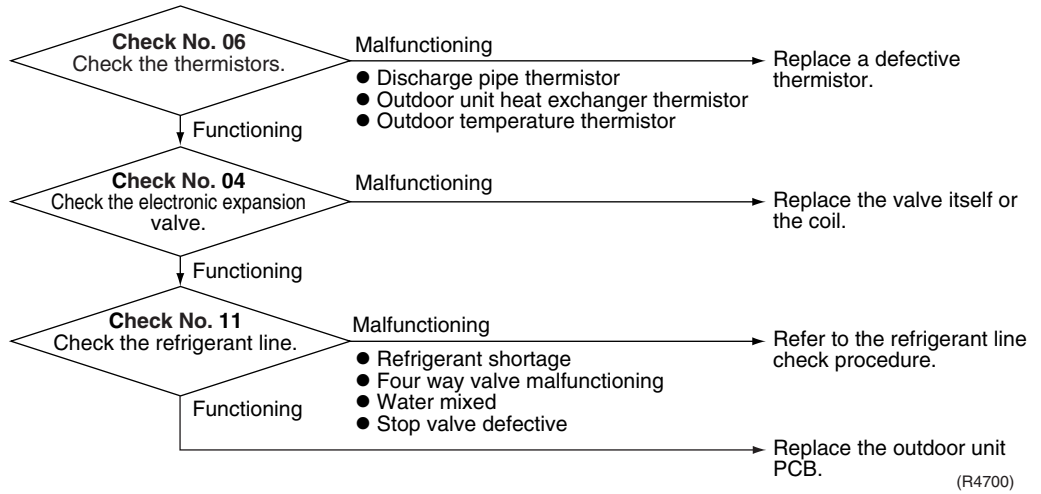 Check No. 06
Check the thermistors.
Malfunctioning
● Discharge pipe thermistor
● Outdoor unit heat exchanger thermistor
● Outdoor temperature thermistor
Replace a defective
thermistor.
Functioning
Check No. 04
Check the electronic expansion
valve.
Malfunctioning
Replace the valve itself or
the coil.
Functioning
Check No. 11
Check the refrigerant line.
Malfunctioning
● Refrigerant shortage
● Four way valve malfunctioning
● Water mixed
● Stop valve defective
Refer to the refrigerant line
check procedure.
Functioning
Replace the outdoor unit
PCB.
(R4700)